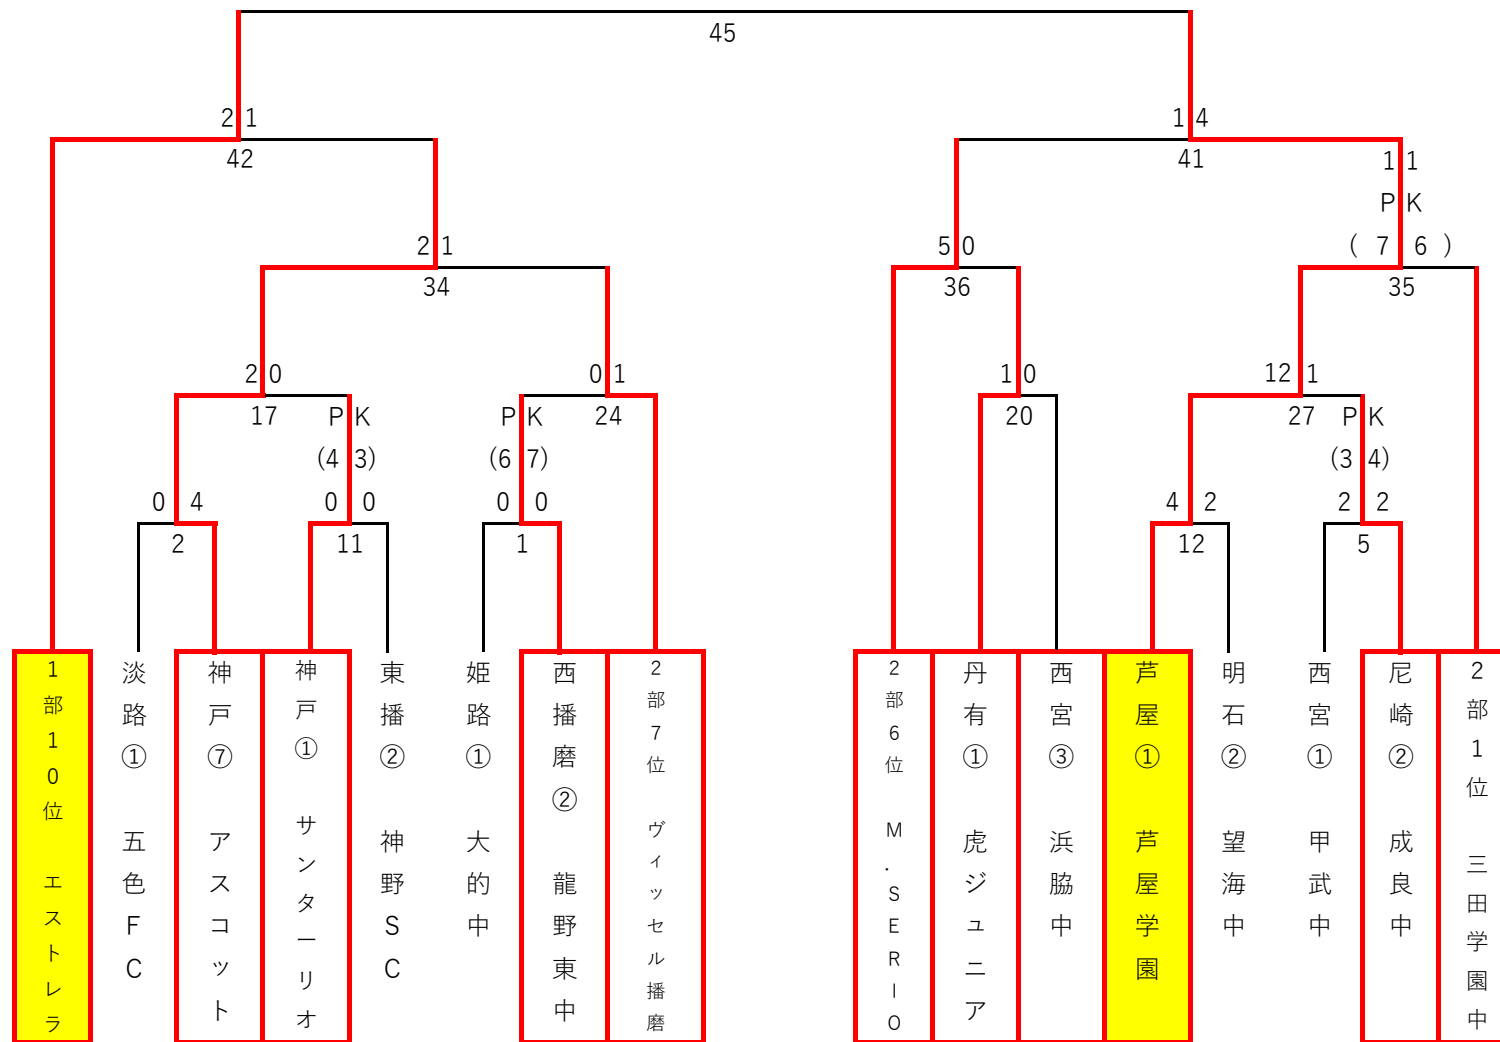 45
2 1
1 4
42
41
1 1
PK
( 7 6 )
2 1
5 0
34
36
35
2 0
0 1
1 0
12 1
17
24
20
27
PK
PK
PK
(4 3)
(6 7)
(3 4)
0 4
0 0
0 0
4 2
2 2
2
11
1
12
5
1部10位 エストレラ
淡路① 五色FC
神戸⑦ アスコット
神戸① サンターリオ
東播② 神野SC
姫路① 大的中
西播磨② 龍野東中
2部7位 ヴィッセル播磨
2部6位 M.SERIO
丹有① 虎ジュニア
西宮③ 浜脇中
芦屋① 芦屋学園
明石② 望海中
西宮① 甲武中
尼崎② 成良中
2部1位 三田学園中